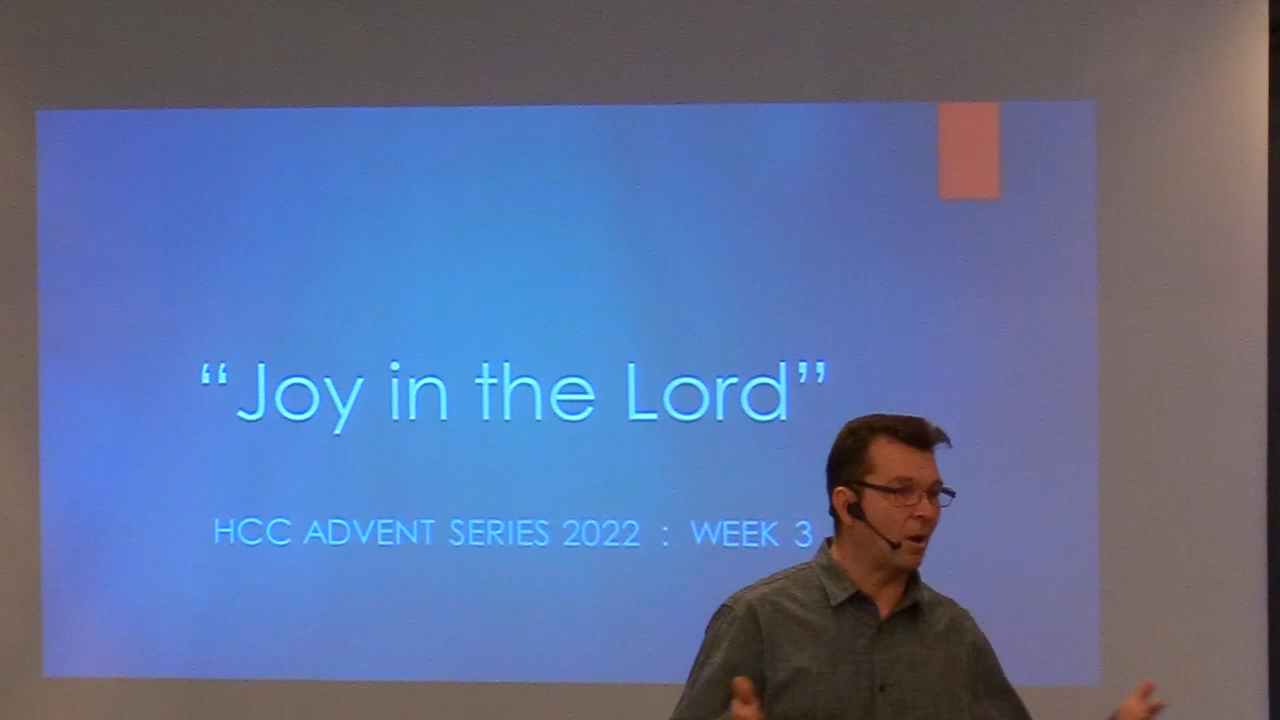 “Joy in the Lord”
HCC ADVENT SERIES 2022 : WEEK 3